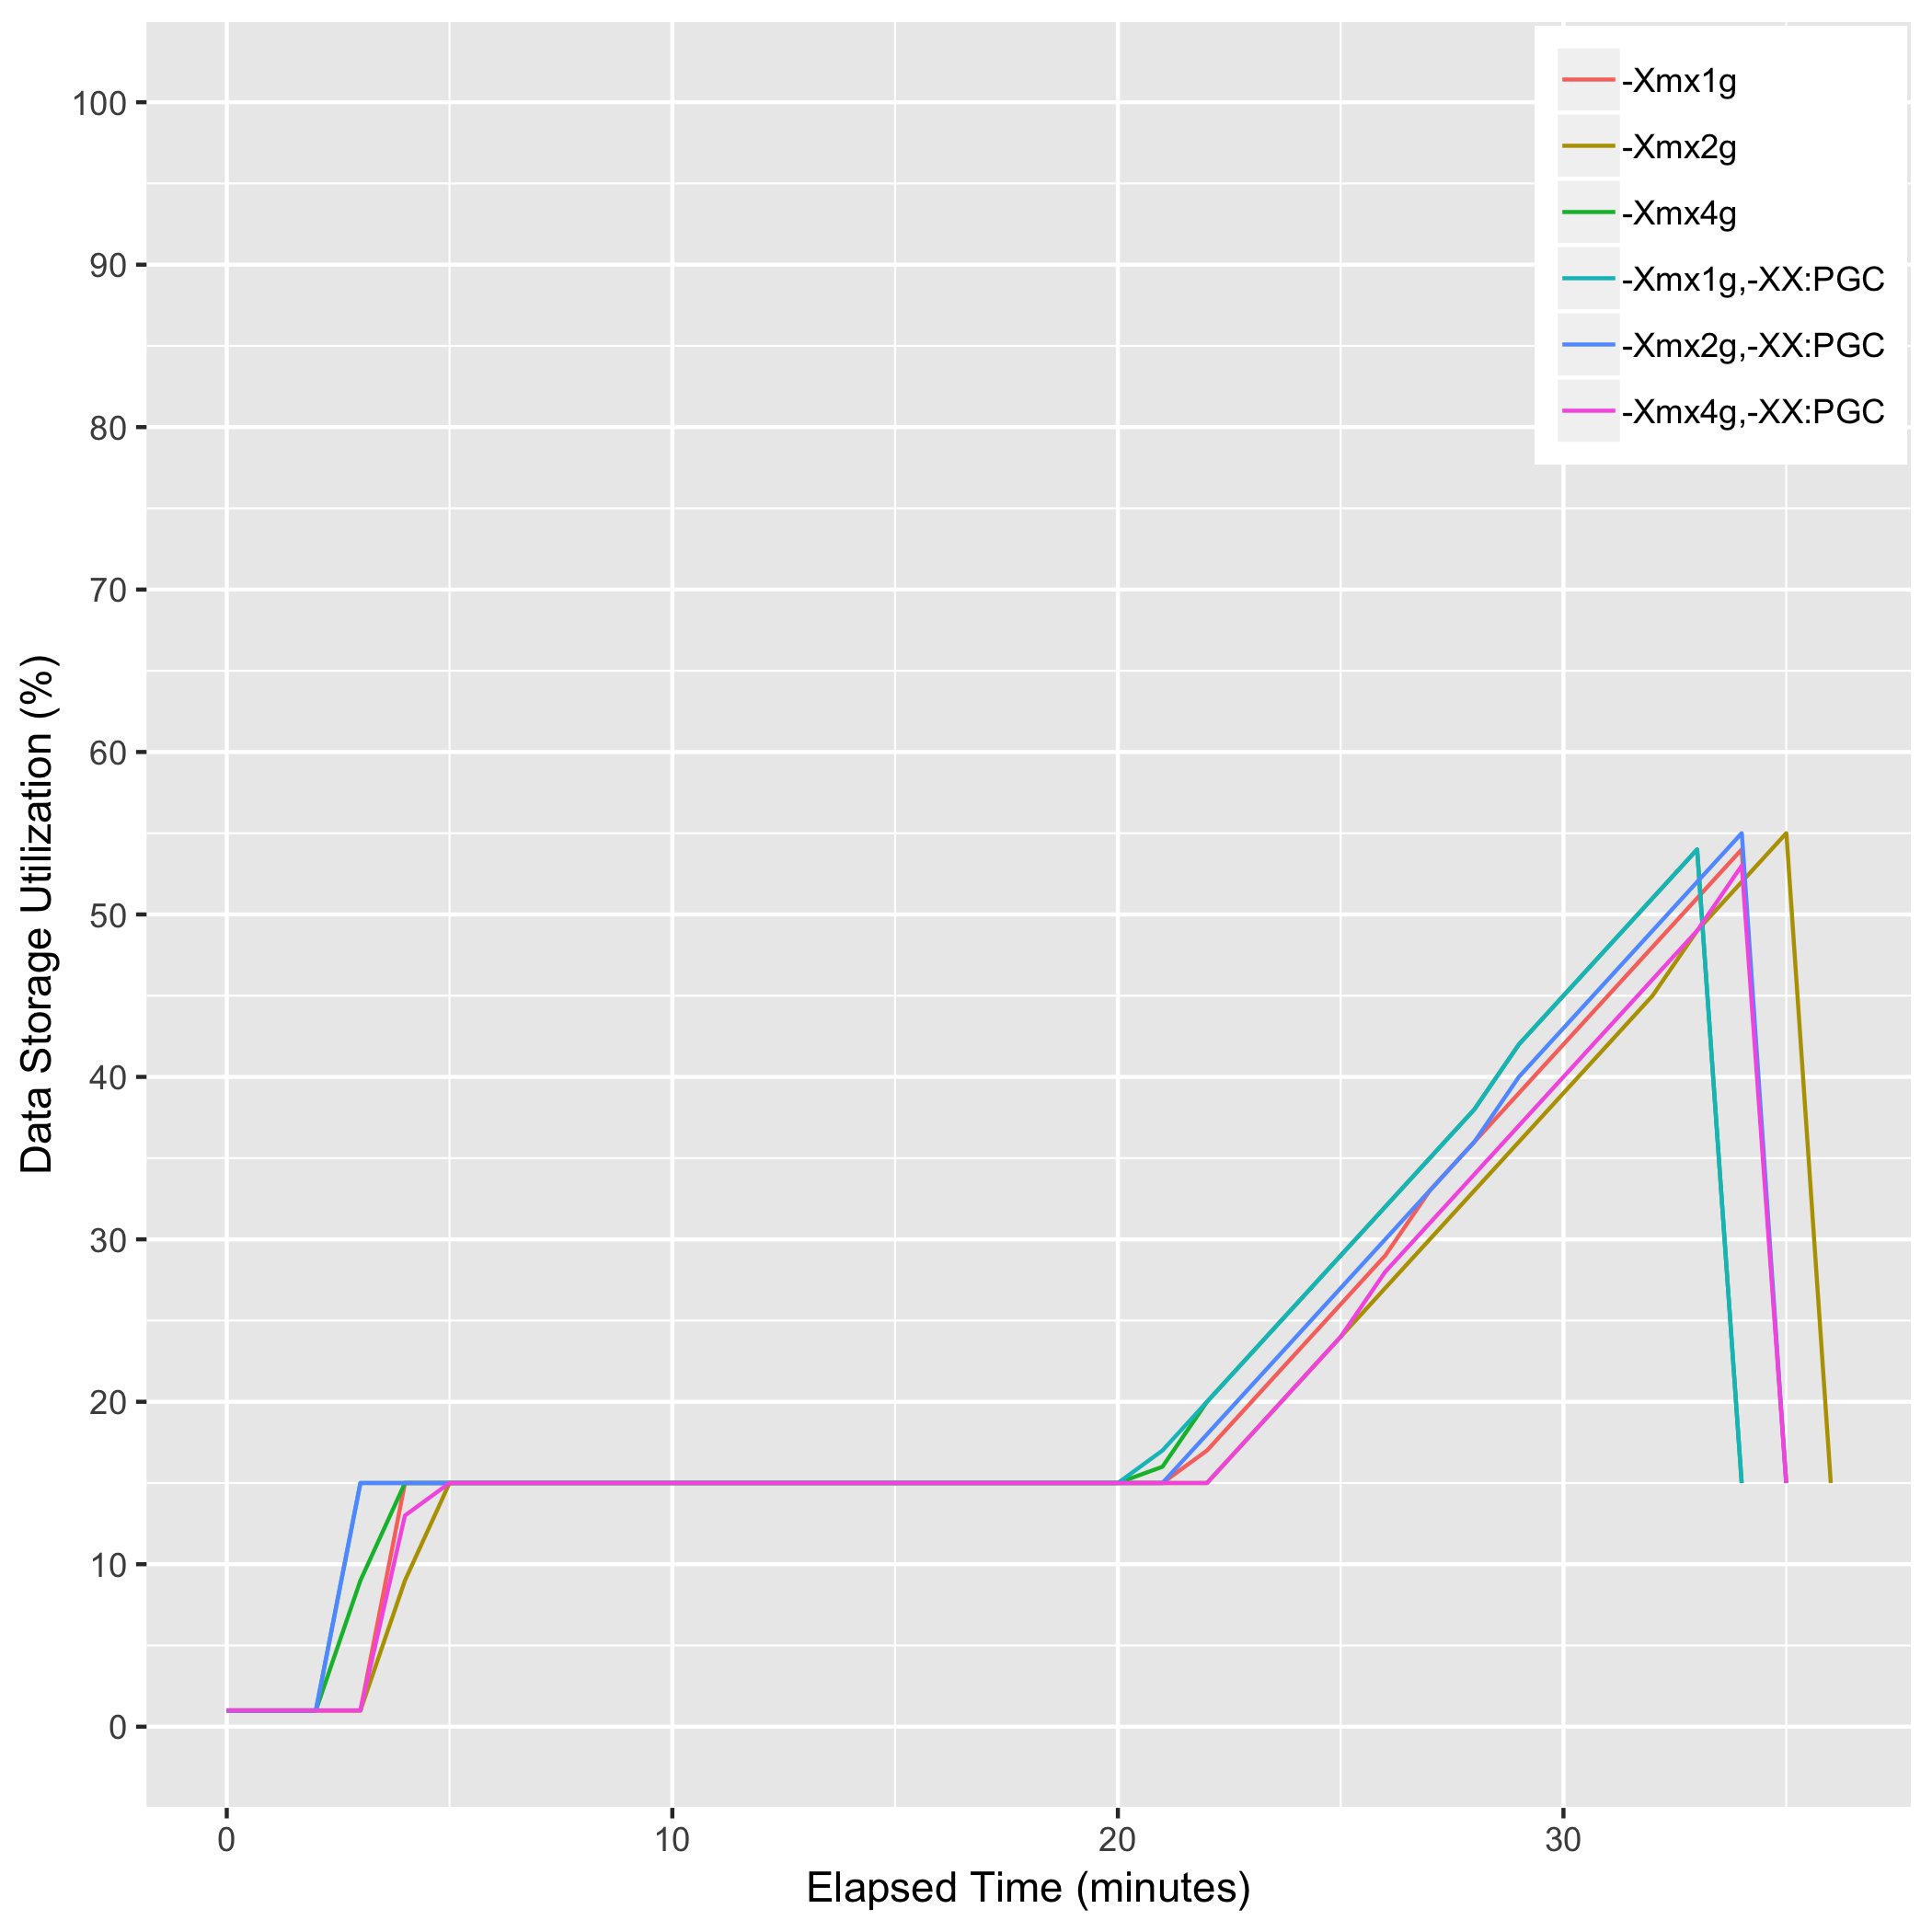 -Xmx1g
-Xmx2g
-Xmx4g
-Xmx1g,-XX:PGC
-Xmx2g,-XX:PGC
-Xmx4g,-XX:PGC
Data Storage Utilization (%)
100
90
80
70
60
50
40
30
20
10
0
0 10 20 30
Elapsed Time (minutes)